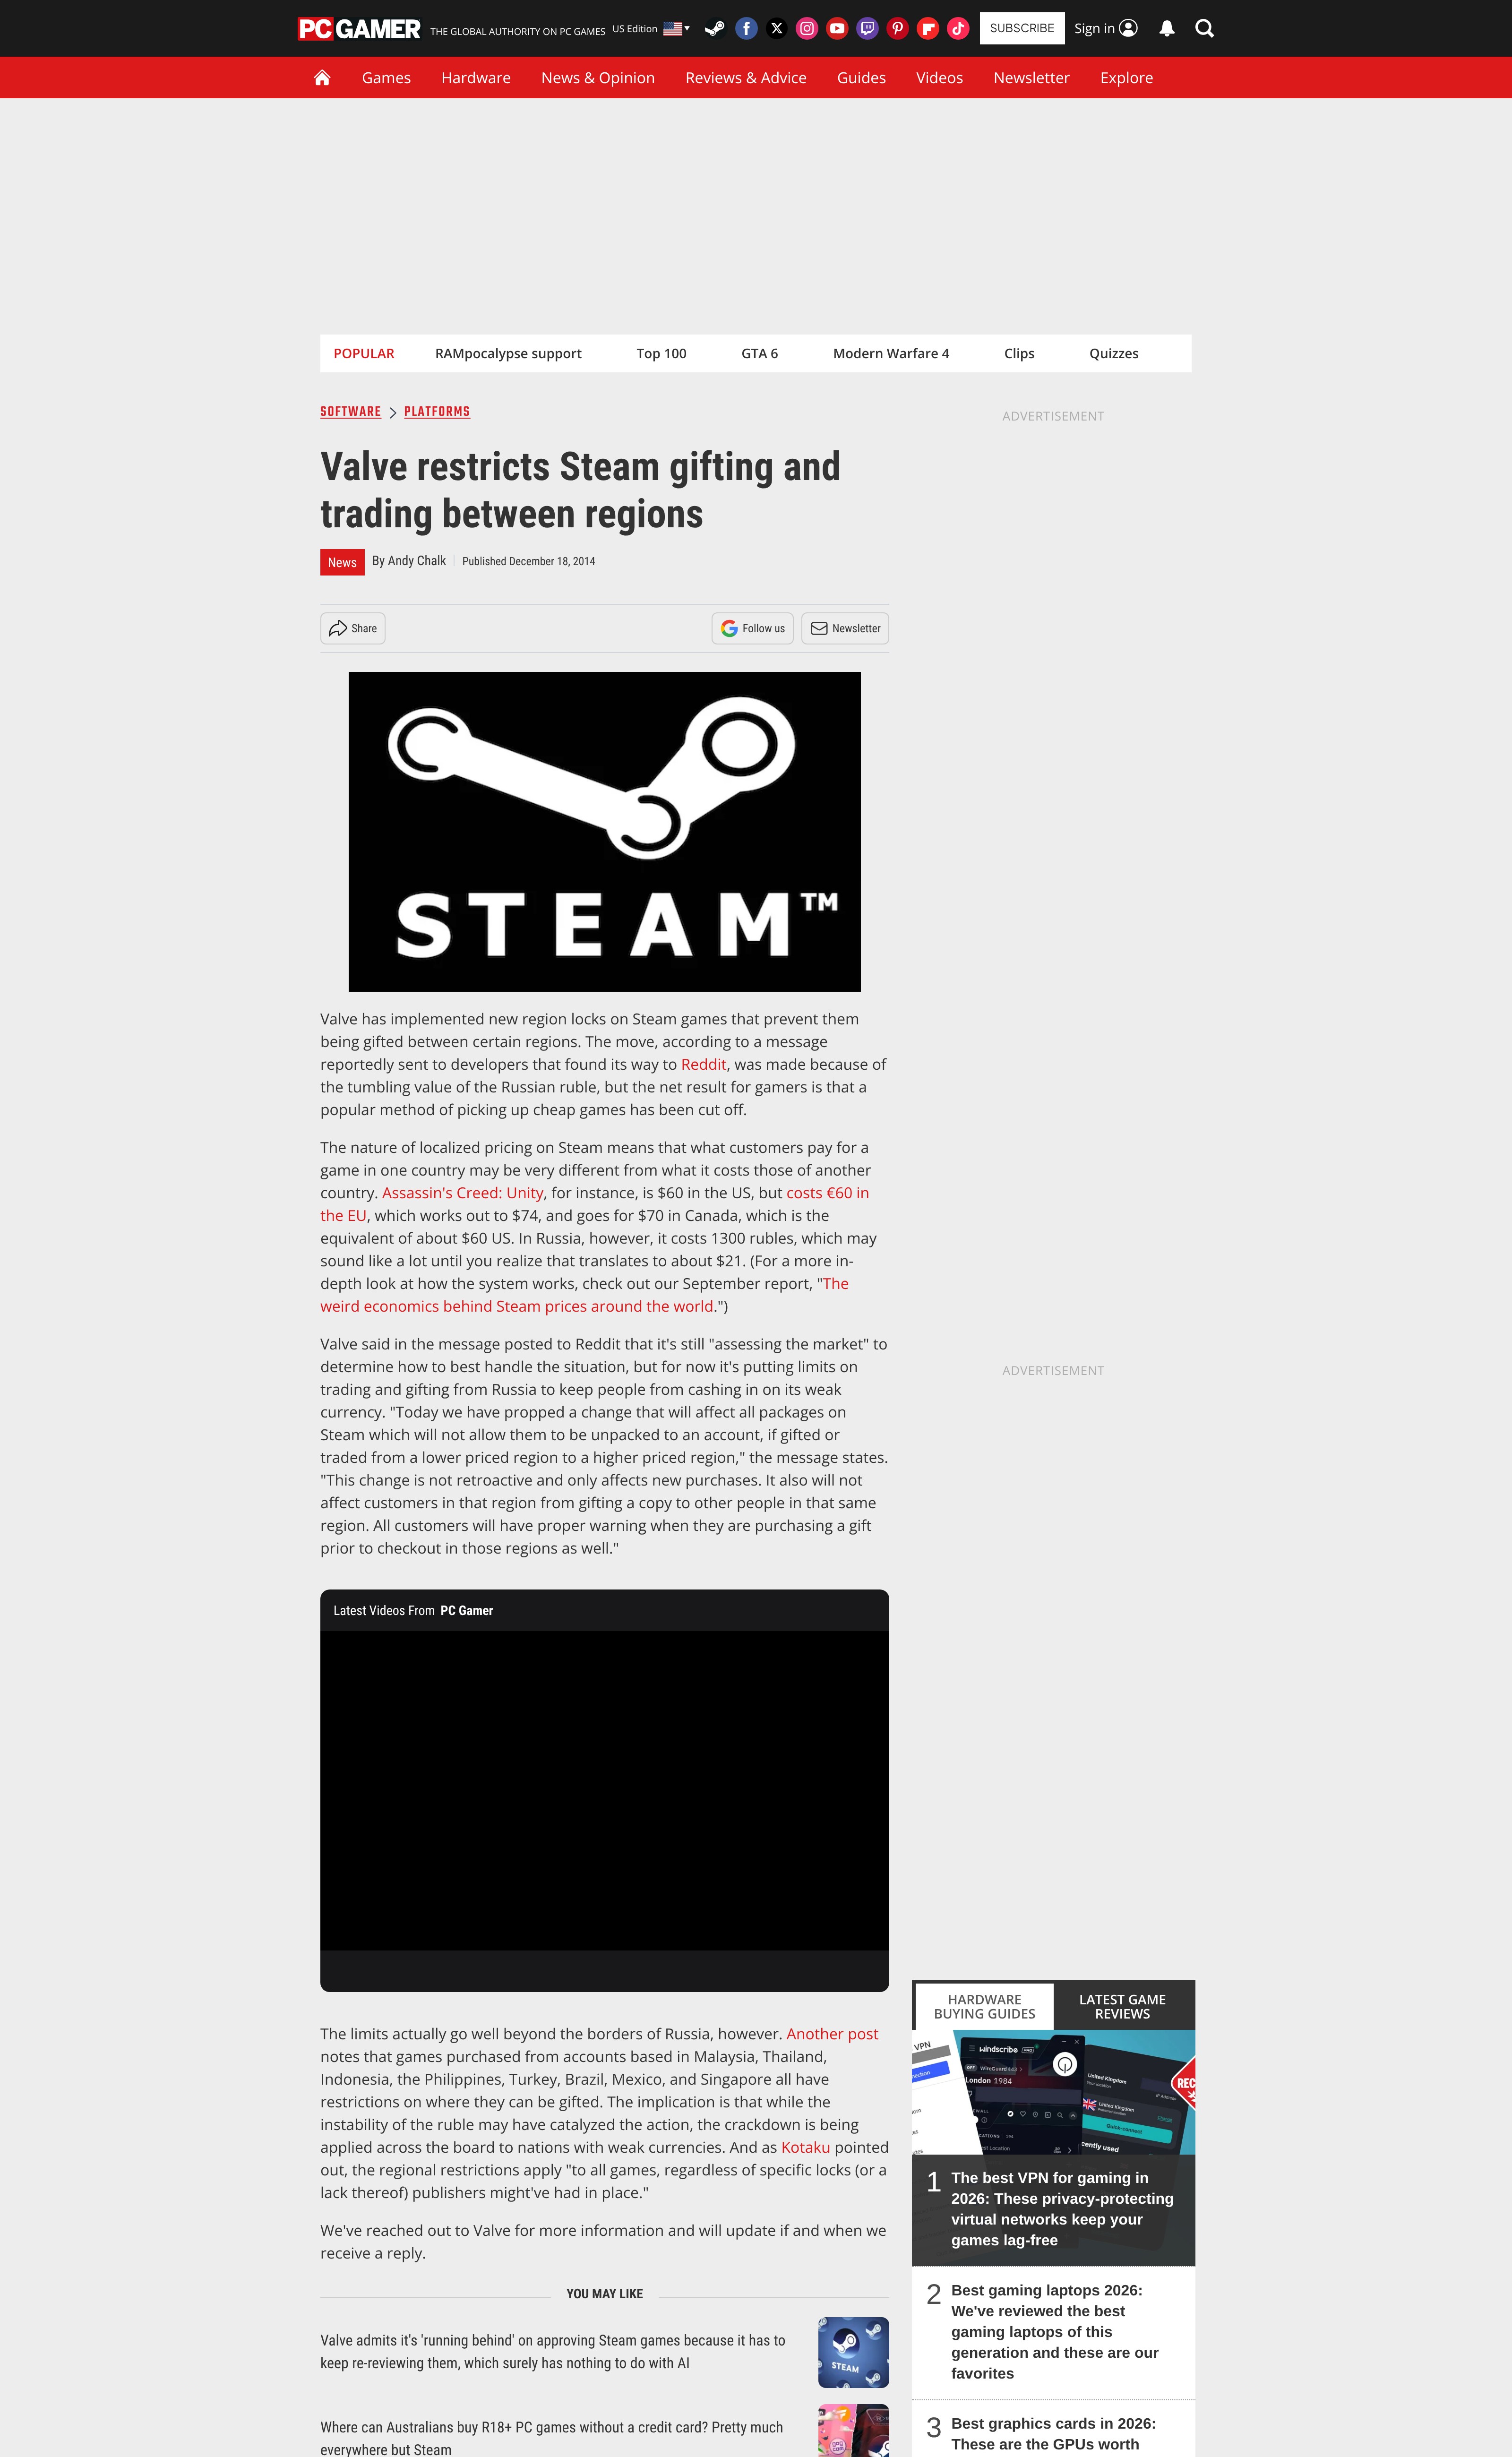 PC GAMER THE GLOBAL AUTHORITY ON PC GAMES US Edition SUBSCRIBE Sign in
Games Hardware News & Opinion Reviews & Advice Guides Videos Newsletter Explore
POPULAR RAMpocalypse support Top 100 GTA 6 Modern Warfare 4 Clips Quizzes
SOFTWARE > PLATFORMS
ADVERTISEMENT
Valve restricts Steam gifting and
trading between regions
News By Andy Chalk Published December 18, 2014
Share Follow us Newsletter
STEAM™
Valve has implemented new region locks on Steam games that prevent them
being gifted between certain regions. The move, according to a message
reportedly sent to developers that found its way to Reddit, was made because of
the tumbling value of the Russian ruble, but the net result for gamers is that a
popular method of picking up cheap games has been cut off.
The nature of localized pricing on Steam means that what customers pay for a
game in one country may be very different from what it costs those of another
country. Assassin's Creed: Unity, for instance, is $60 in the US, but costs €60 in
the EU, which works out to $74, and goes for $70 in Canada, which is the
equivalent of about $60 US. In Russia, however, it costs 1300 rubles, which may
sound like a lot until you realize that translates to about $21. (For a more in-
depth look at how the system works, check out our September report, "The
weird economics behind Steam prices around the world.")
Valve said in the message posted to Reddit that it's still "assessing the market" to
determine how to best handle the situation, but for now it's putting limits on
trading and gifting from Russia to keep people from cashing in on its weak
currency. "Today we have propped a change that will affect all packages on
Steam which will not allow them to be unpacked to an account, if gifted or
traded from a lower priced region to a higher priced region," the message states.
"This change is not retroactive and only affects new purchases. It also will not
affect customers in that region from gifting a copy to other people in that same
region. All customers will have proper warning when they are purchasing a gift
prior to checkout in those regions as well."
ADVERTISEMENT
Latest Videos From PC Gamer
The limits actually go well beyond the borders of Russia, however. Another post
notes that games purchased from accounts based in Malaysia, Thailand,
Indonesia, the Philippines, Turkey, Brazil, Mexico, and Singapore all have
restrictions on where they can be gifted. The implication is that while the
instability of the ruble may have catalyzed the action, the crackdown is being
applied across the board to nations with weak currencies. And as Kotaku pointed
out, the regional restrictions apply "to all games, regardless of specific locks (or a
lack thereof) publishers might've had in place."
We've reached out to Valve for more information and will update if and when we
receive a reply.
YOU MAY LIKE
Valve admits it's 'running behind' on approving Steam games because it has to
keep re-reviewing them, which surely has nothing to do with AI
STEAM
Where can Australians buy R18+ PC games without a credit card? Pretty much
everywhere but Steam
HARDWARE
BUYING GUIDES
LATEST GAME
REVIEWS
VPN
windscribe PRO
OFF WireGuard
London 1984
United Kingdom
United Kingdom
Quick-connect
REC
1 The best VPN for gaming in
2026: These privacy-protecting
virtual networks keep your
games lag-free
2 Best gaming laptops 2026:
We've reviewed the best
gaming laptops of this
generation and these are our
favorites
3 Best graphics cards in 2026:
These are the GPUs worth